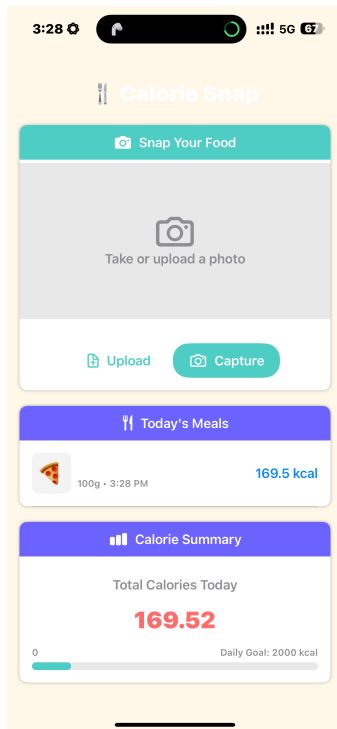 3:28 5G 67
Calorie Snap
Snap Your Food
Take or upload a photo
Upload Capture
Today's Meals
100g • 3:28 PM 169.5 kcal
Calorie Summary
Total Calories Today
169.52
0 Daily Goal: 2000 kcal